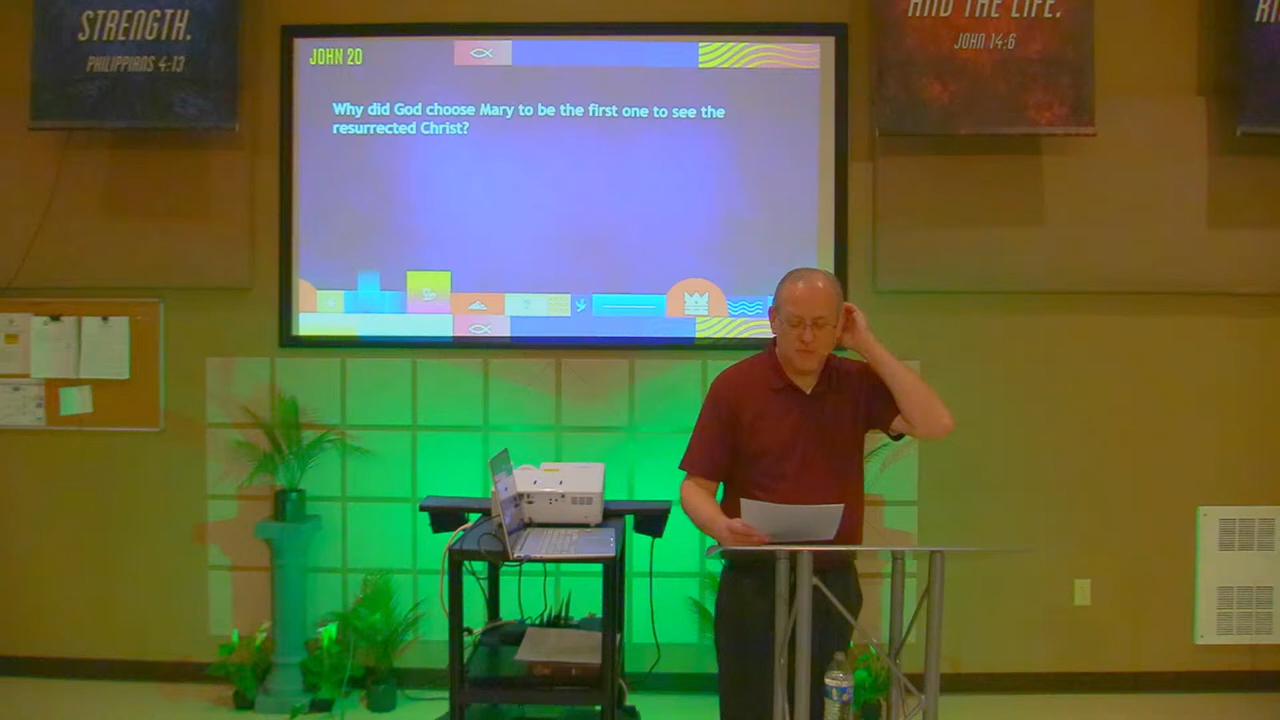 STRENGTH.
PHILIPPIANS 4:13
AND THE LIFE.
JOHN 14:6
JOHN 20
Why did God choose Mary to be the first one to see the
resurrected Christ?